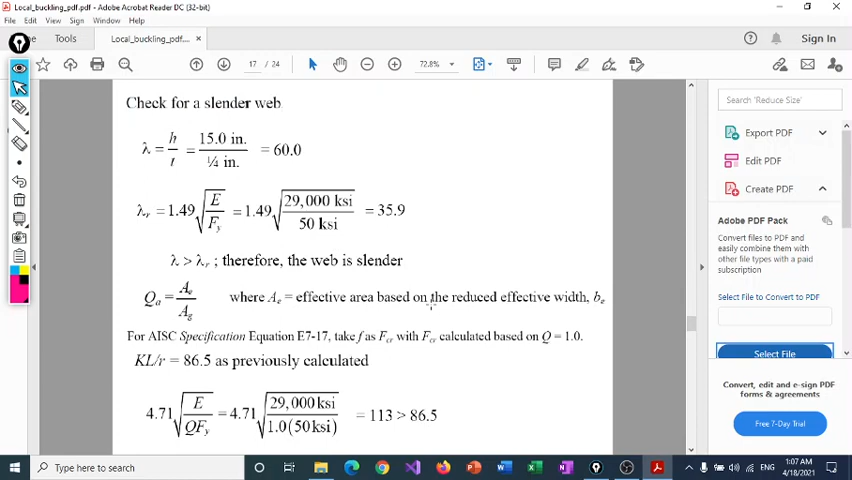 Local_buckling_pdf.pdf - Adobe Acrobat Reader DC (32-bit)
File Edit View Sign Window Help
Tools
Local_buckling_pdf....
Sign In
17 / 24
72.8%
Check for a slender web
λ = h/t = 15.0 in. / ¼ in. = 60.0
λr = 1.49 √(E/Fy) = 1.49 √(29,000 ksi / 50 ksi) = 35.9
λ > λr ; therefore, the web is slender
Qa = Ae/Ag where Ae = effective area based on the reduced effective width, be
For AISC Specification Equation E7-17, take f as Fcr with Fcr calculated based on Q = 1.0.
KL/r = 86.5 as previously calculated
4.71 √(E/QFy) = 4.71 √(29,000 ksi / 1.0(50 ksi)) = 113 > 86.5
Search 'Reduce Size'
Export PDF
Edit PDF
Create PDF
Adobe PDF Pack
Convert files to PDF and
easily combine them with
other file types with a paid
subscription
Select File to Convert to PDF
Select File
Convert, edit and e-sign PDF
forms & agreements
Free 7-Day Trial
Type here to search
ENG
1:07 AM
4/18/2021